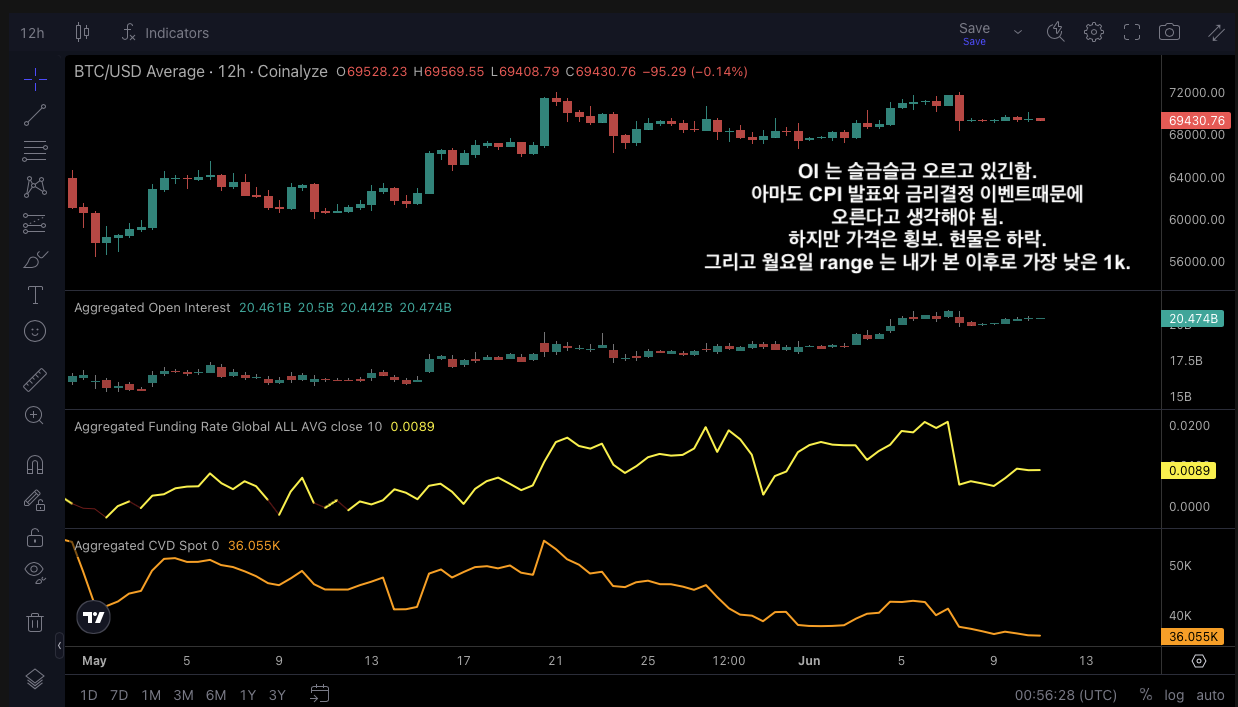 12h
Indicators
Save
Save
BTC/USD Average · 12h · Coinalyze O69528.23 H69569.55 L69408.79 C69430.76 −95.29 (−0.14%)
72000.00
69430.76
68000.00
64000.00
60000.00
56000.00
OI 는 슬금슬금 오르고 있긴함.
아마도 CPI 발표와 금리결정 이벤트때문에
오른다고 생각해야 됨.
하지만 가격은 횡보. 현물은 하락.
그리고 월요일 range 는 내가 본 이후로 가장 낮은 1k.
Aggregated Open Interest 20.461B 20.5B 20.442B 20.474B
20.474B
17.5B
15B
Aggregated Funding Rate Global ALL AVG close 10 0.0089
0.0200
0.0089
0.0000
Aggregated CVD Spot 0 36.055K
50K
40K
36.055K
May 5 9 13 17 21 25 12:00 Jun 5 9 13
1D 7D 1M 3M 6M 1Y 3Y
00:56:28 (UTC) % log auto